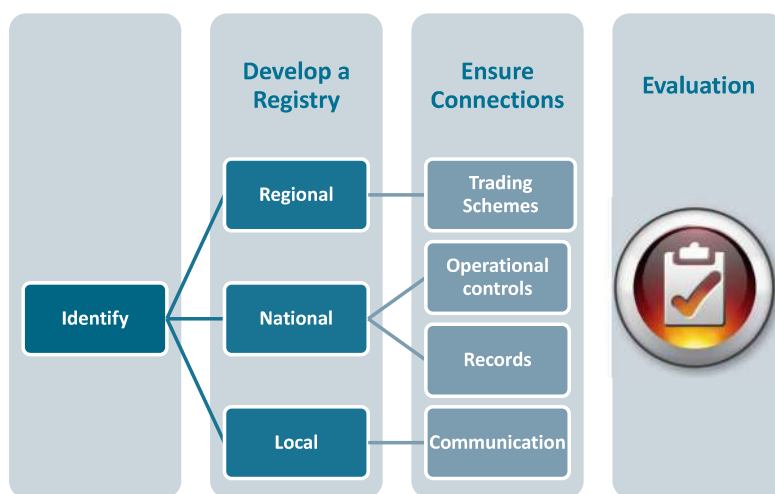 Develop a
Registry
Ensure
Connections
Evaluation
Identify
Regional
National
Local
Trading
Schemes
Operational
controls
Records
Communication